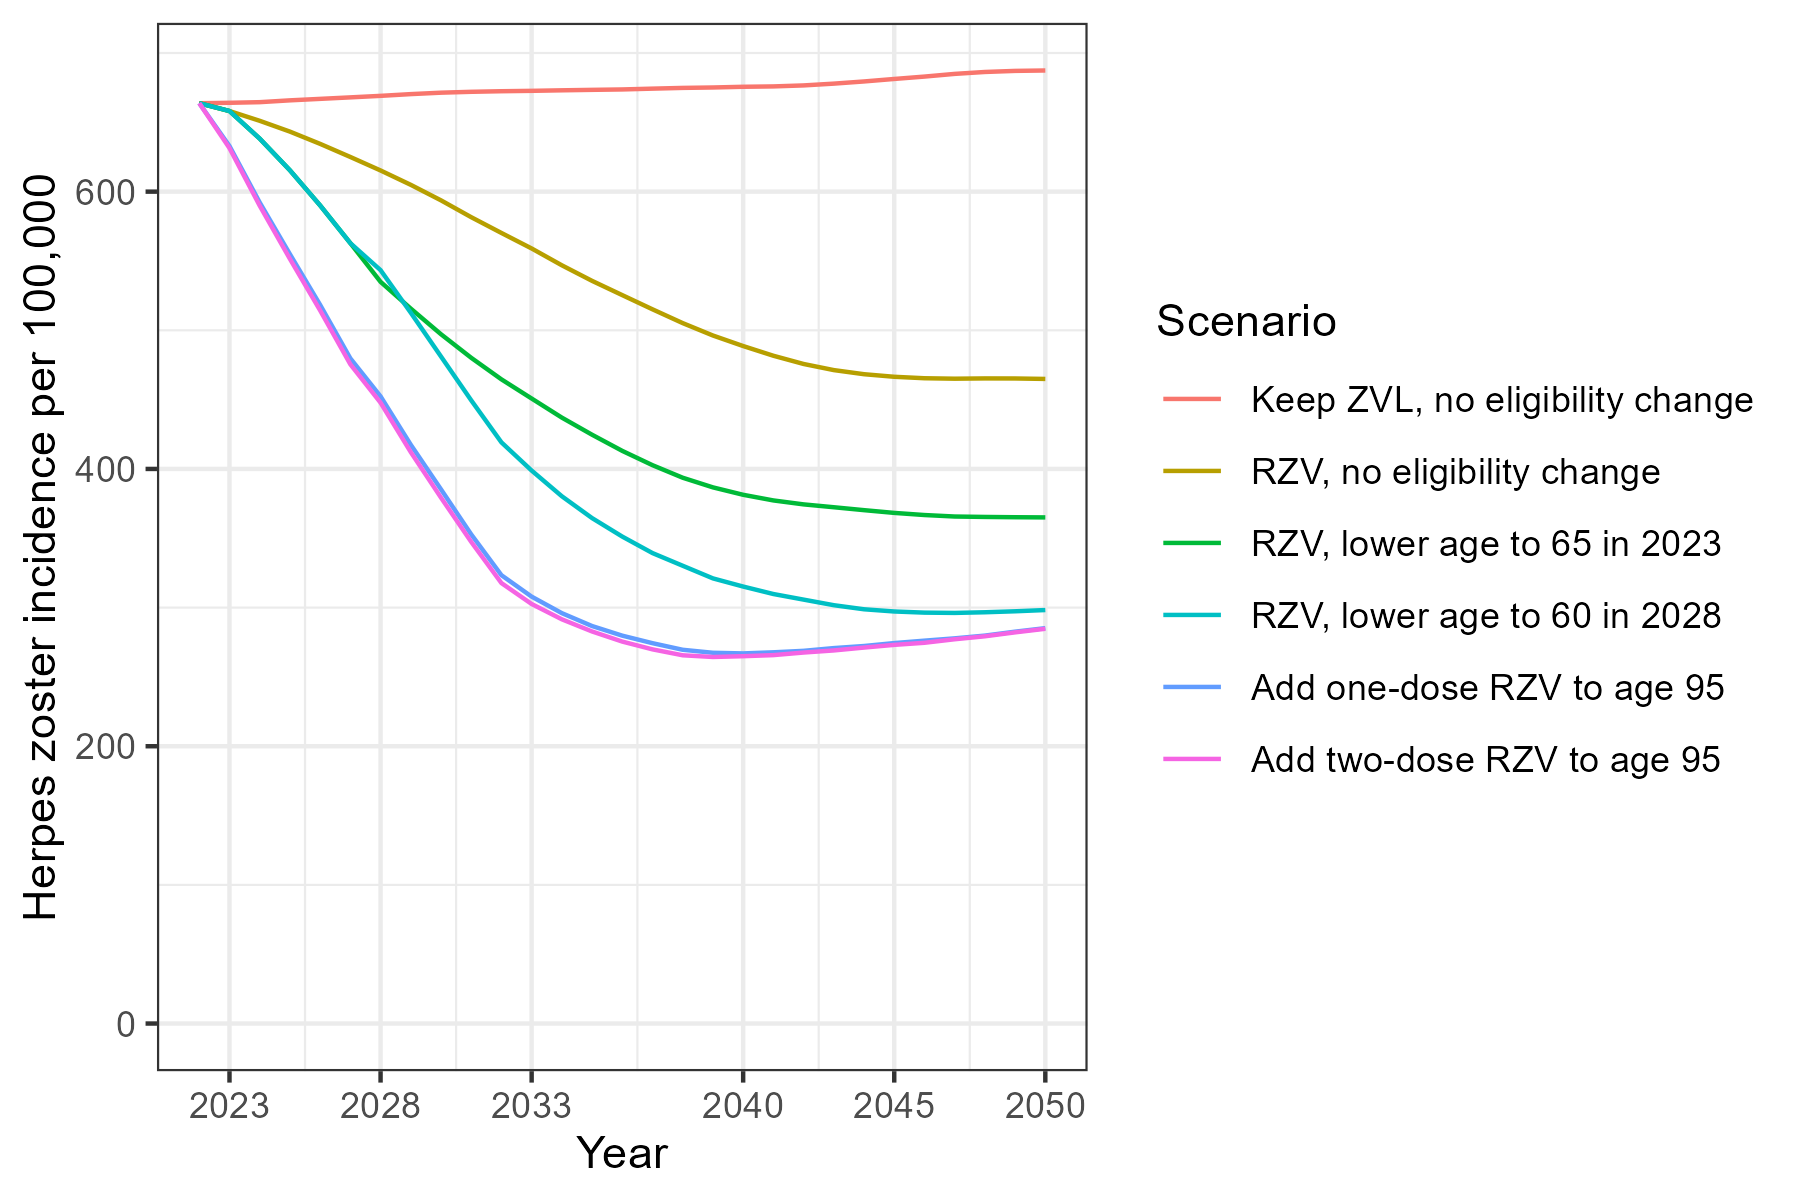 Herpes zoster incidence per 100,000
600
400
200
0
2023
2028
2033
2040
2045
2050
Year
Scenario
Keep ZVL, no eligibility change
RZV, no eligibility change
RZV, lower age to 65 in 2023
RZV, lower age to 60 in 2028
Add one-dose RZV to age 95
Add two-dose RZV to age 95